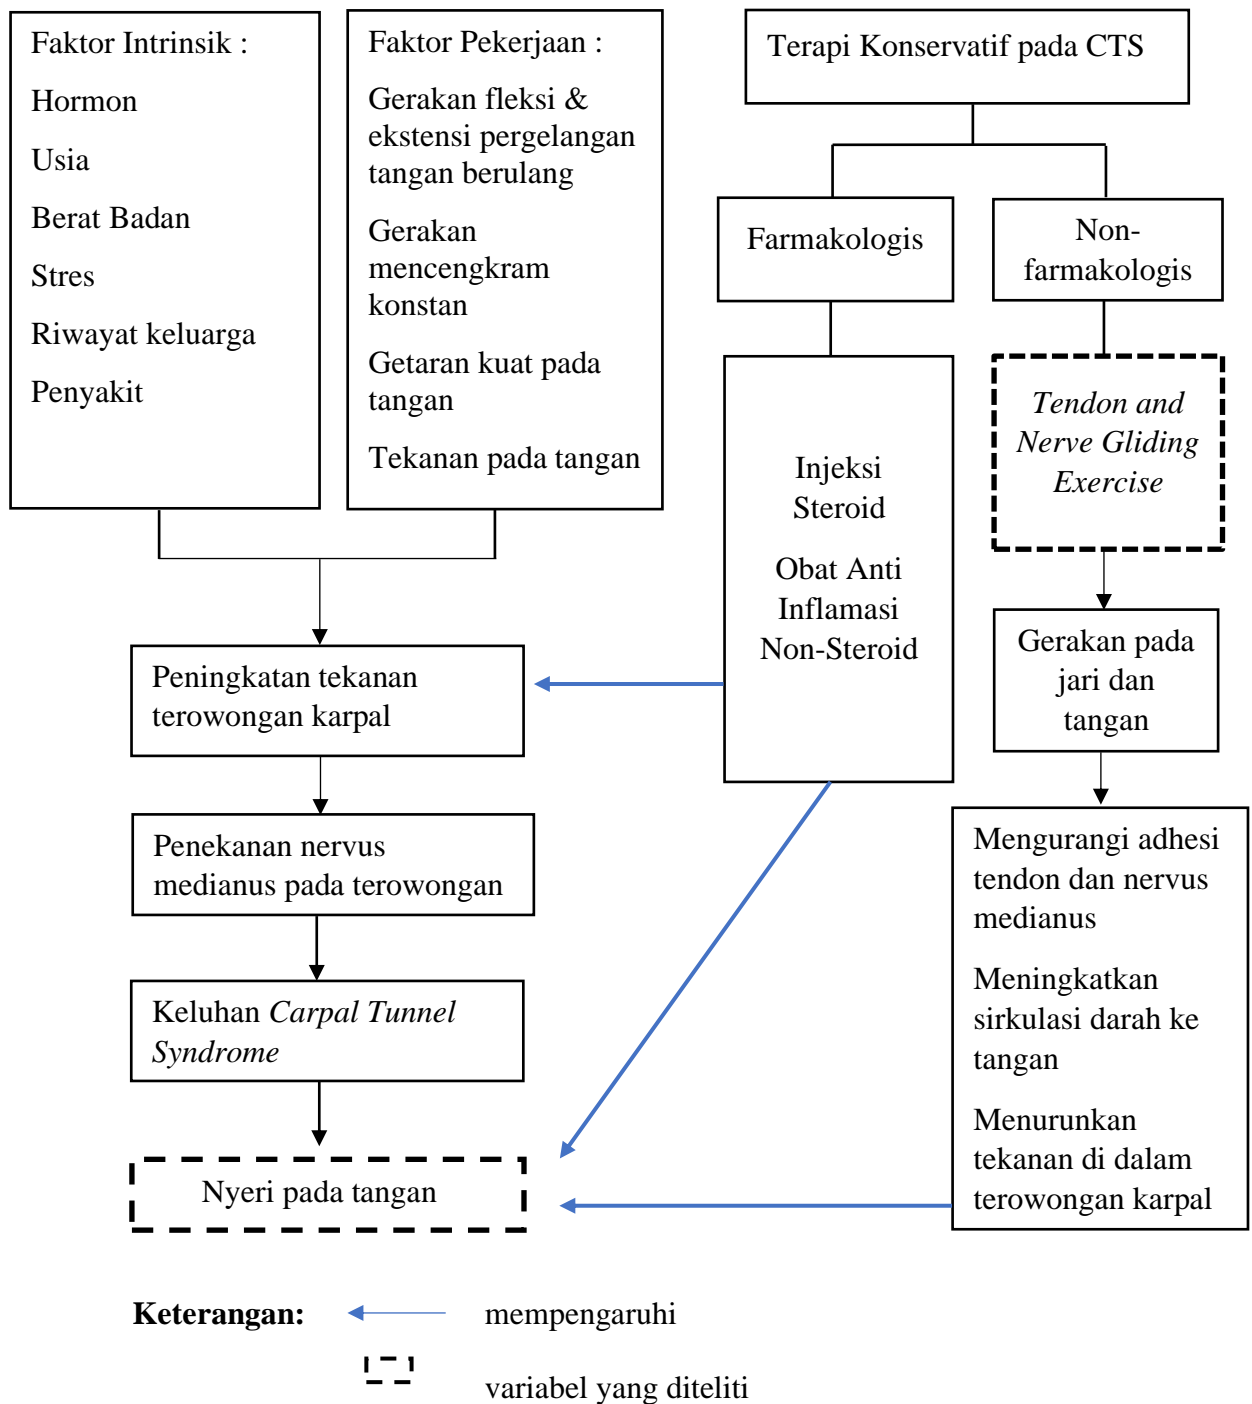 Faktor Intrinsik :
Hormon
Usia
Berat Badan
Stres
Riwayat keluarga
Penyakit
Faktor Pekerjaan :
Gerakan fleksi &
ekstensi pergelangan
tangan berulang
Gerakan
mencengkram
konstan
Getaran kuat pada
tangan
Tekanan pada tangan
Terapi Konservatif pada CTS
Farmakologis
Non-
farmakologis
Injeksi
Steroid
Obat Anti
Inflamasi
Non-Steroid
Tendon and
Nerve Gliding
Exercise
Gerakan pada
jari dan
tangan
Peningkatan tekanan
terowongan karpal
Penekanan nervus
medianus pada terowongan
Keluhan Carpal Tunnel
Syndrome
Nyeri pada tangan
Mengurangi adhesi
tendon dan nervus
medianus
Meningkatkan
sirkulasi darah ke
tangan
Menurunkan
tekanan di dalam
terowongan karpal
Keterangan:
mempengaruhi
variabel yang diteliti